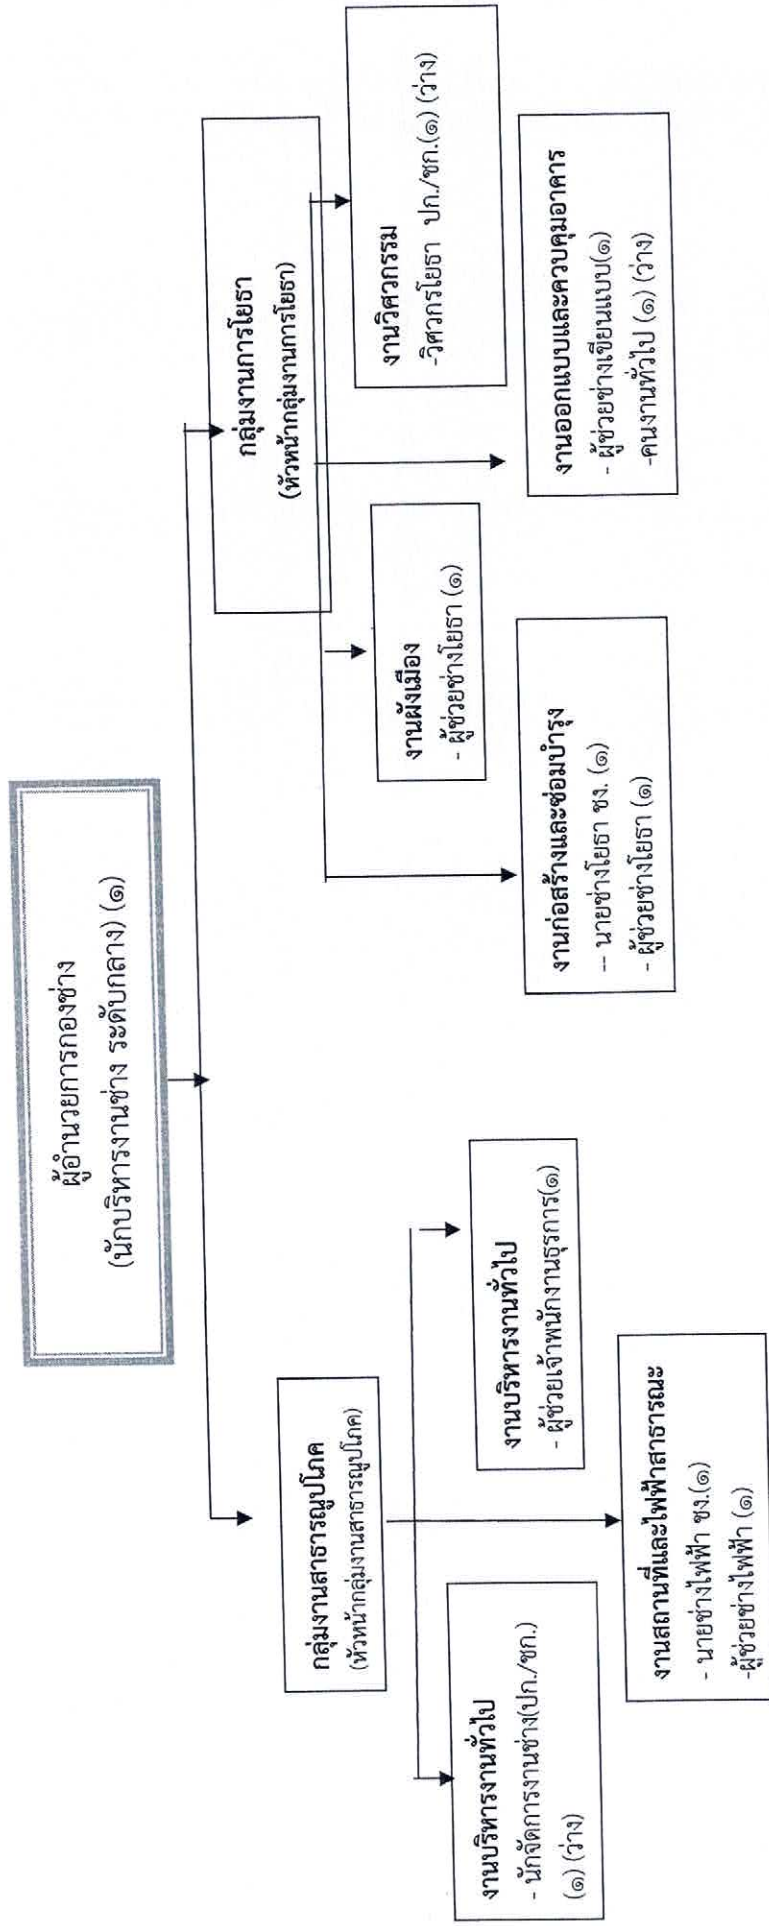 ผู้อำนวยการกองช่าง
(นักบริหารงานช่าง ระดับกลาง) (๑)
กลุ่มงานสาธารณูปโภค
(หัวหน้ากลุ่มงานสาธารณูปโภค)
กลุ่มงานการโยธา
(หัวหน้ากลุ่มงานการโยธา)
งานบริหารงานทั่วไป
- นักจัดการงานช่าง(ปก./ชก.)
(๑) (ว่าง)
งานสถานที่และไฟฟ้าสาธารณะ
- นายช่างไฟฟ้า ชง.(๑)
-ผู้ช่วยช่างไฟฟ้า (๑)
งานบริหารงานทั่วไป
- ผู้ช่วยเจ้าพนักงานธุรการ(๑)
งานก่อสร้างและซ่อมบำรุง
-- นายช่างโยธา ชง. (๑)
- ผู้ช่วยช่างโยธา (๑)
งานผังเมือง
- ผู้ช่วยช่างโยธา (๑)
งานออกแบบและควบคุมอาคาร
- ผู้ช่วยช่างเขียนแบบ(๑)
-คนงานทั่วไป (๑) (ว่าง)
งานวิศวกรรม
-วิศวกรโยธา ปก./ชก.(๑) (ว่าง)